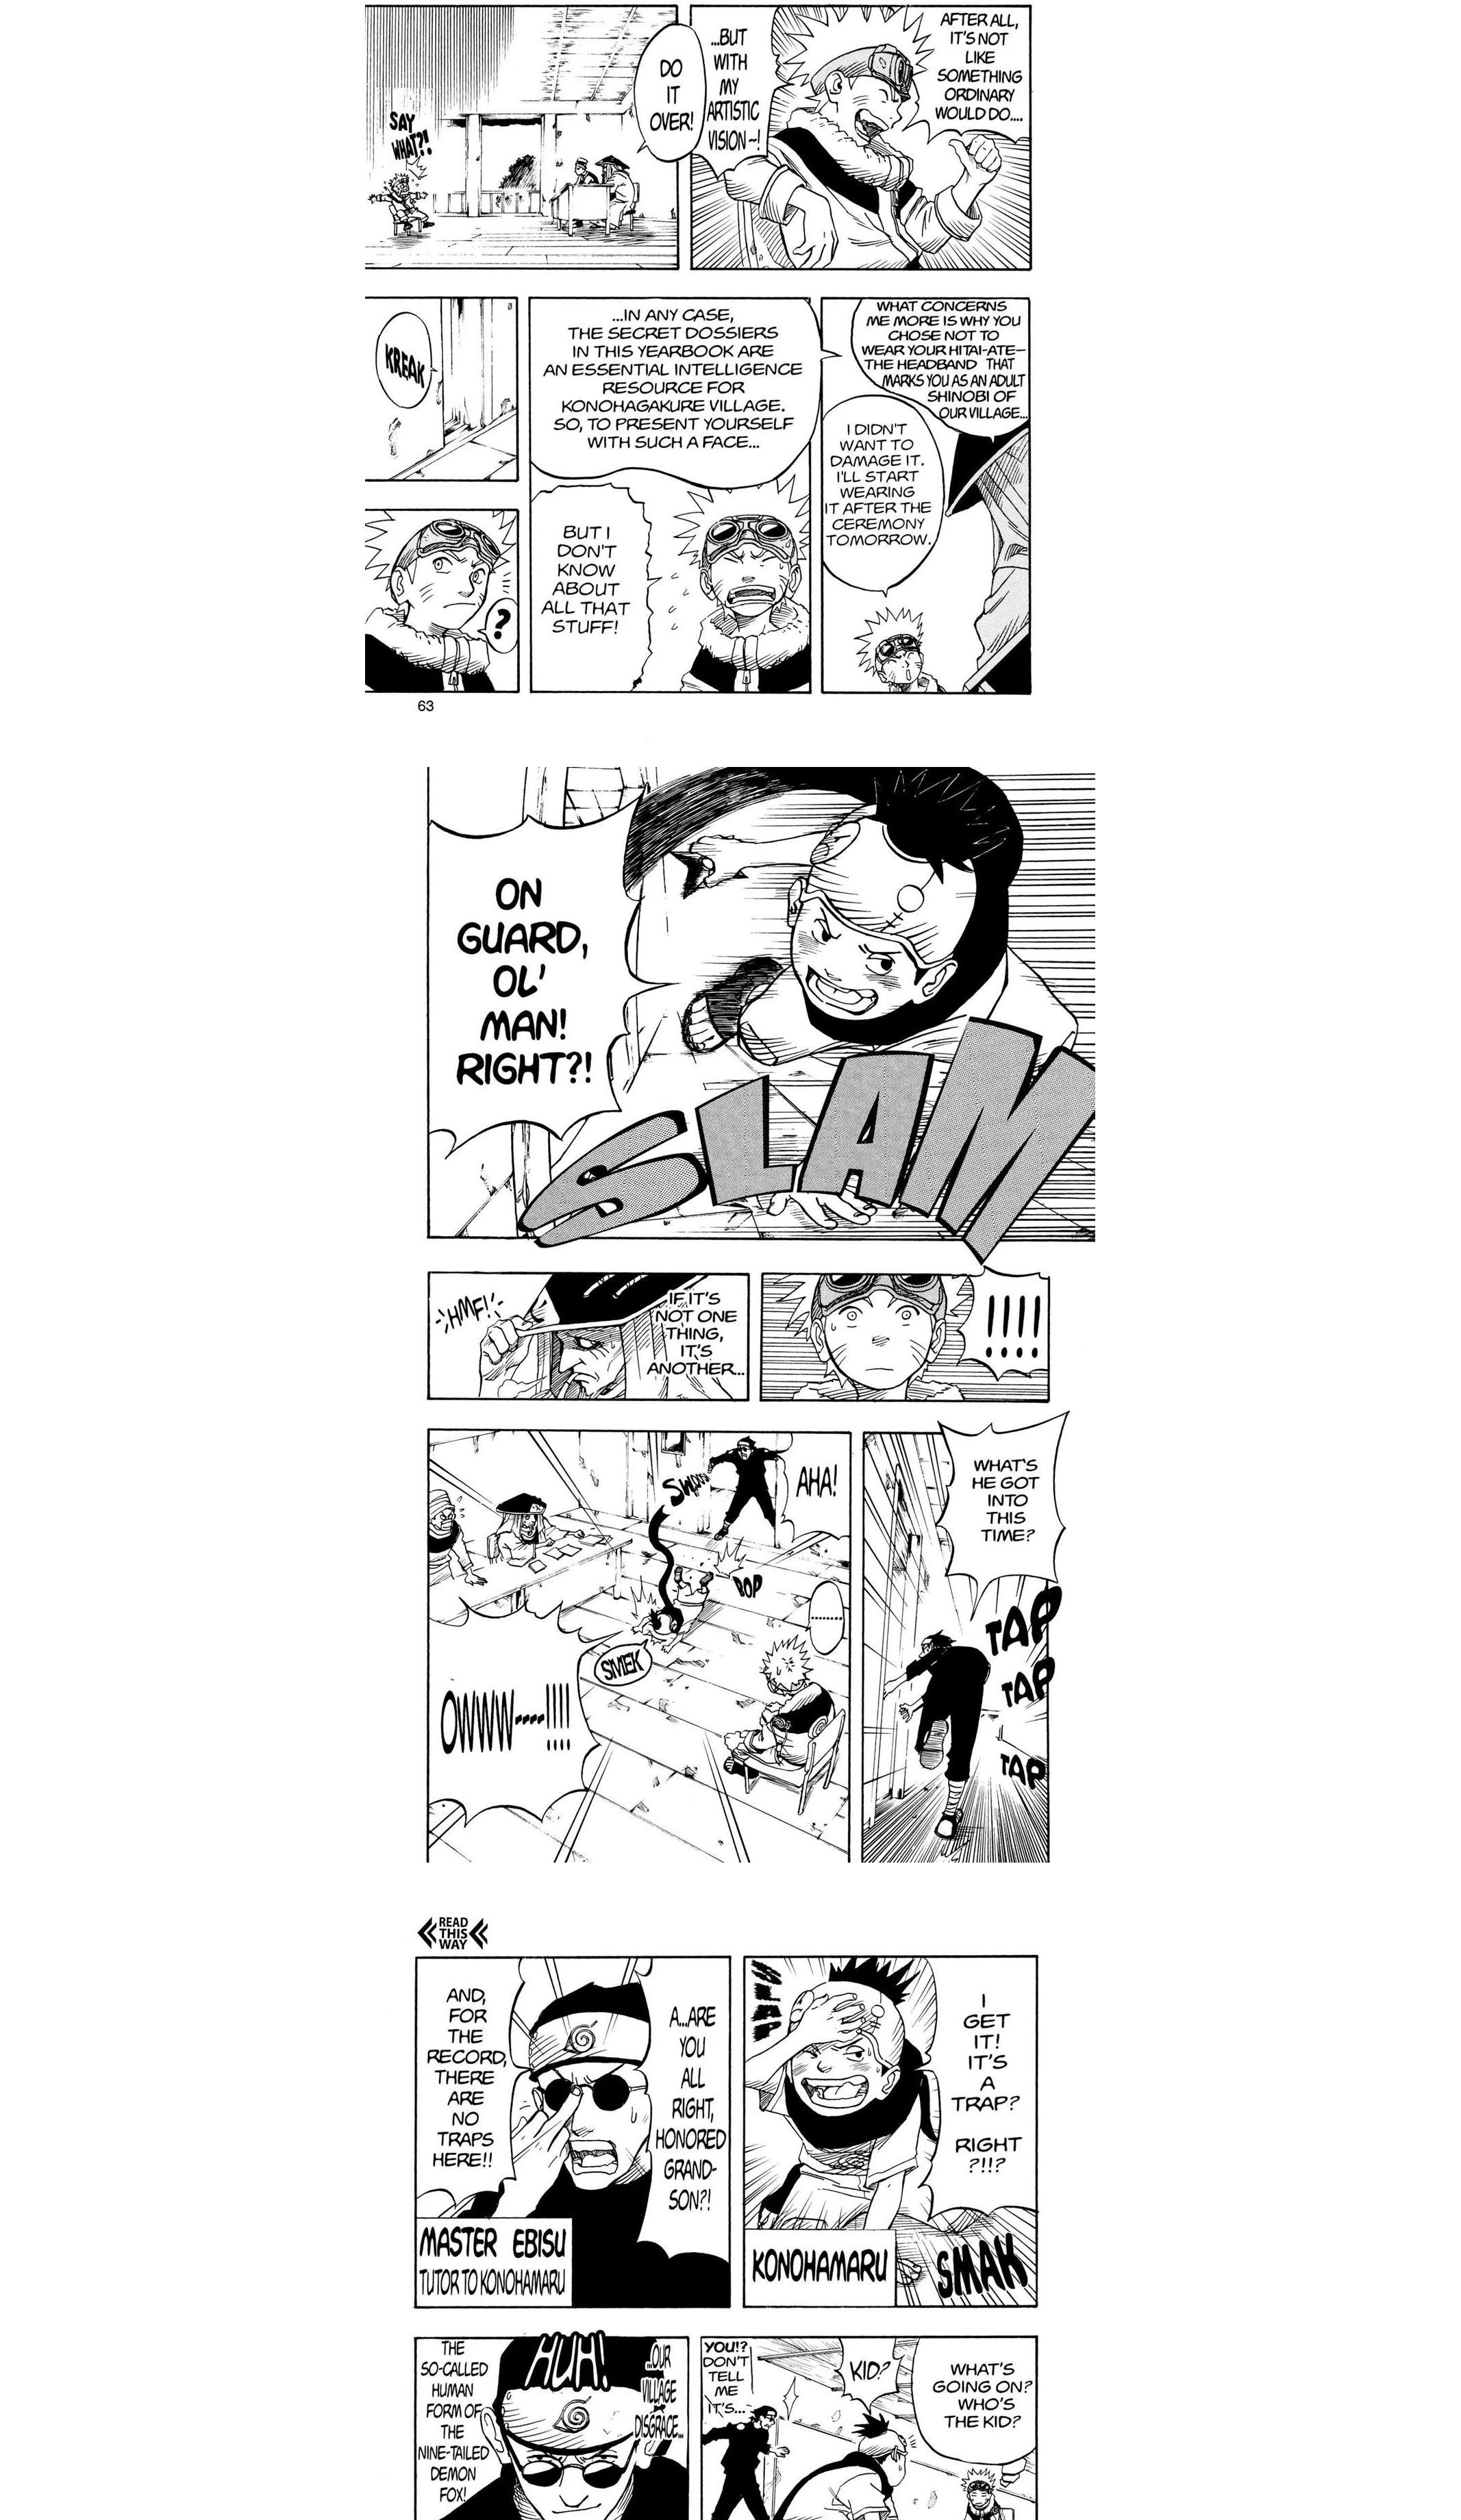 AFTER ALL,
IT'S NOT
LIKE
SOMETHING
ORDINARY
WOULD DO....
...BUT
WITH
MY
ARTISTIC
VISION~!
DO
IT
OVER!
SAY
WHAT?!
WHAT CONCERNS
ME MORE IS WHY YOU
CHOSE NOT TO
WEAR YOUR HITAI-ATE—
THE HEADBAND THAT
MARKS YOU AS AN ADULT
SHINOBI OF
OUR VILLAGE...
I DIDN'T
WANT TO
DAMAGE IT.
I'LL START
WEARING
IT AFTER THE
CEREMONY
TOMORROW.
...IN ANY CASE,
THE SECRET DOSSIERS
IN THIS YEARBOOK ARE
AN ESSENTIAL INTELLIGENCE
RESOURCE FOR
KONOHAGAKURE VILLAGE.
SO, TO PRESENT YOURSELF
WITH SUCH A FACE...
BUT I
DON'T
KNOW
ABOUT
ALL THAT
STUFF!
KREAK
?
63
ON
GUARD,
OL'
MAN!
RIGHT?!
SLAM
!!!!
IF IT'S
NOT ONE
THING,
IT'S
ANOTHER...
HMF!
WHAT'S
HE GOT
INTO
THIS
TIME?
TAP
TAP
TAP
AHA!
BOP
........
SMEK
OWWW----!!!!
READ
THIS
WAY
I
GET
IT!
IT'S
A
TRAP?
RIGHT
?!!?
KONOHAMARU
SMAK
A...ARE
YOU
ALL
RIGHT,
HONORED
GRAND-
SON?!
AND,
FOR
THE
RECORD,
THERE
ARE
NO
TRAPS
HERE!!
MASTER EBISU
TUTOR TO KONOHAMARU
WHAT'S
GOING ON?
WHO'S
THE KID?
KID?
YOU!?
DON'T
TELL
ME
IT'S...
HUH!
...OUR
VILLAGE
DISGRACE...
THE
SO-CALLED
HUMAN
FORM OF
THE
NINE-TAILED
DEMON
FOX!